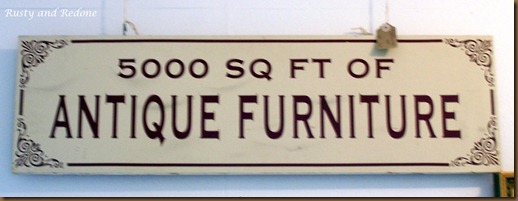 Rusty and Redone
5000 SQ FT OF
ANTIQUE FURNITURE